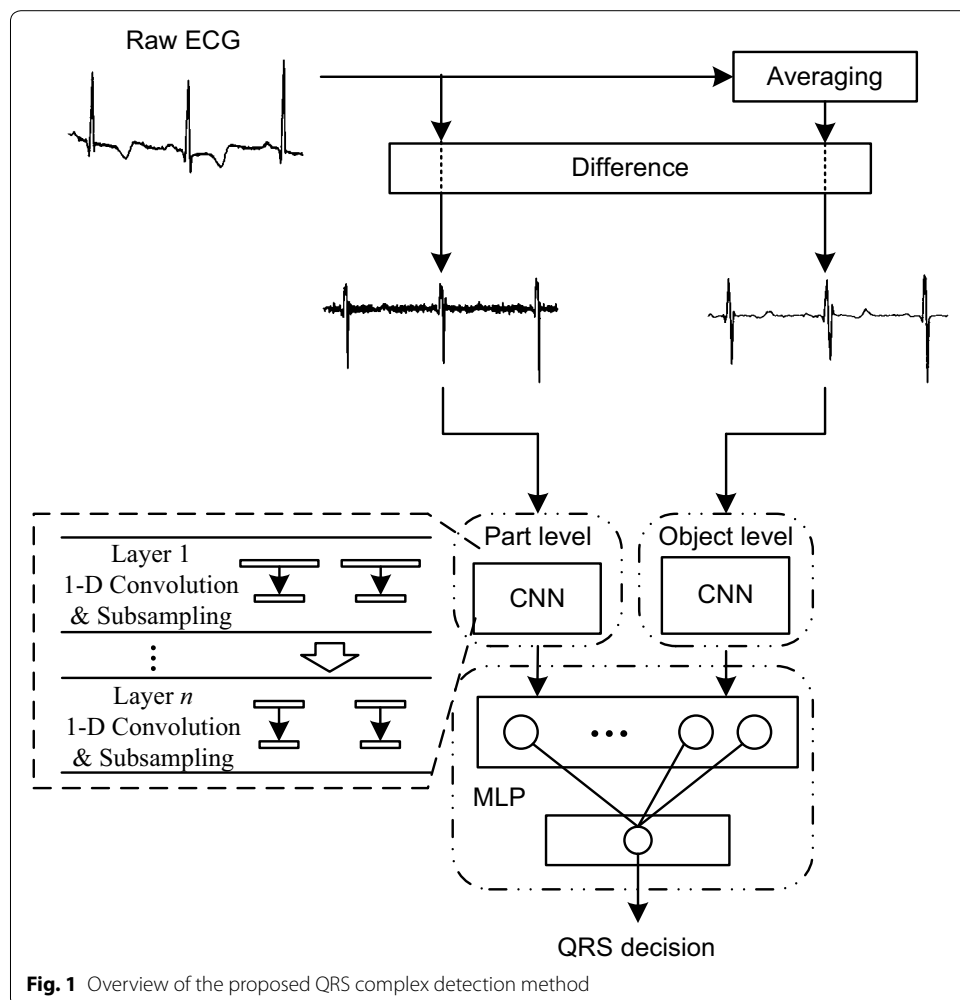 Raw ECG
Averaging
Difference
Part level
Object level
CNN
CNN
Layer 1
1-D Convolution
& Subsampling
Layer n
1-D Convolution
& Subsampling
MLP
QRS decision
Fig. 1 Overview of the proposed QRS complex detection method